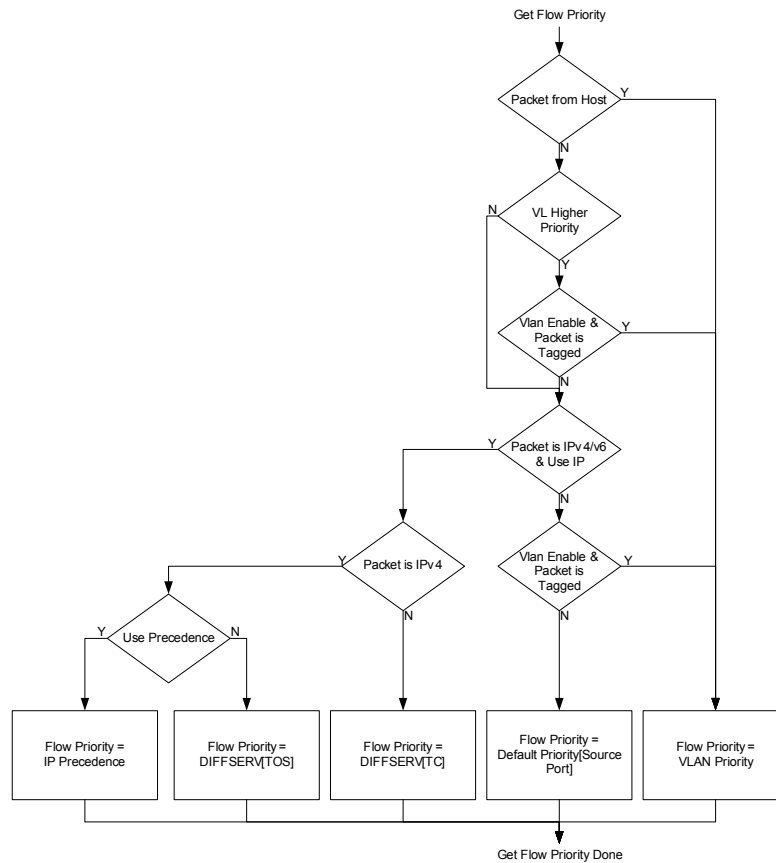 Get Flow Priority
Packet from Host
Y
N
N
VL Higher
Priority
Y
Vlan Enable &
Packet is
Tagged
Y
N
Y
Packet is IPv4/v6
& Use IP
N
Y
Packet is IPv4
N
Vlan Enable &
Packet is
Tagged
Y
N
Y
Use Precedence
N
Flow Priority =
IP Precedence
Flow Priority =
DIFFSERV[TOS]
Flow Priority =
DIFFSERV[TC]
Flow Priority =
Default Priority[Source
Port]
Flow Priority =
VLAN Priority
Get Flow Priority Done